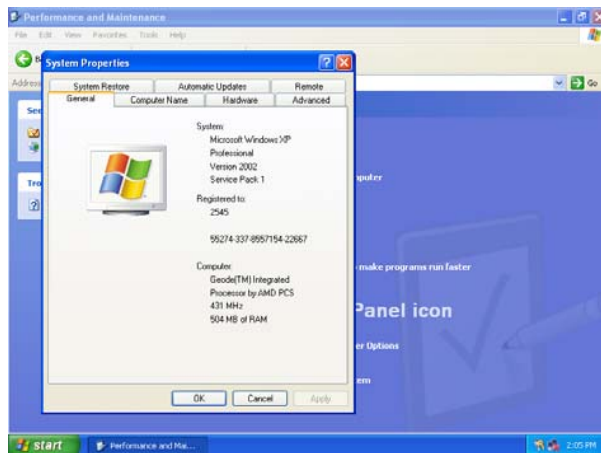 Performance and Maintenance
File Edit View Favorites Tools Help
Address
Go
System Properties
System Restore Automatic Updates Remote
General Computer Name Hardware Advanced
System:
Microsoft Windows XP
Professional
Version 2002
Service Pack 1
Registered to:
2545
55274-337-8557154-22667
Computer:
Geode(TM) Integrated
Processor by AMD PCS
431 MHz
504 MB of RAM
OK Cancel Apply
make programs run faster
Panel icon
Options
start Performance and Mai... 2:05 PM